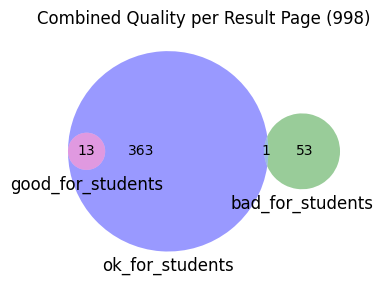 Combined Quality per Result Page (998)
13 363 1 53
good_for_students
bad_for_students
ok_for_students